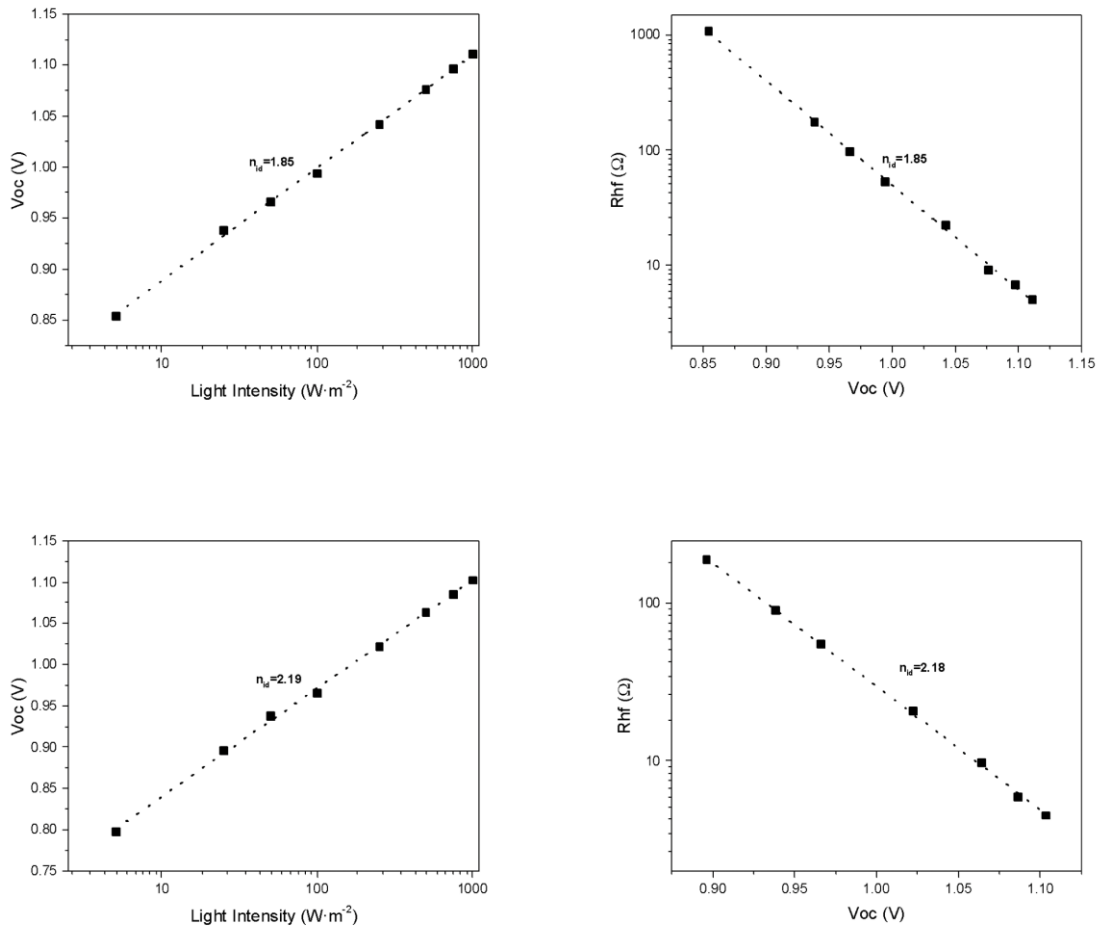 1.15
1.10
1.05
1.00
0.95
0.90
0.85
Voc (V)
n_id=1.85
10 100 1000
Light Intensity (W·m⁻²)
1000
100
10
Rhf (Ω)
n_id=1.85
0.85 0.90 0.95 1.00 1.05 1.10 1.15
Voc (V)
1.15
1.10
1.05
1.00
0.95
0.90
0.85
0.80
0.75
Voc (V)
n_id=2.19
10 100 1000
Light Intensity (W·m⁻²)
100
10
Rhf (Ω)
n_id=2.18
0.90 0.95 1.00 1.05 1.10
Voc (V)